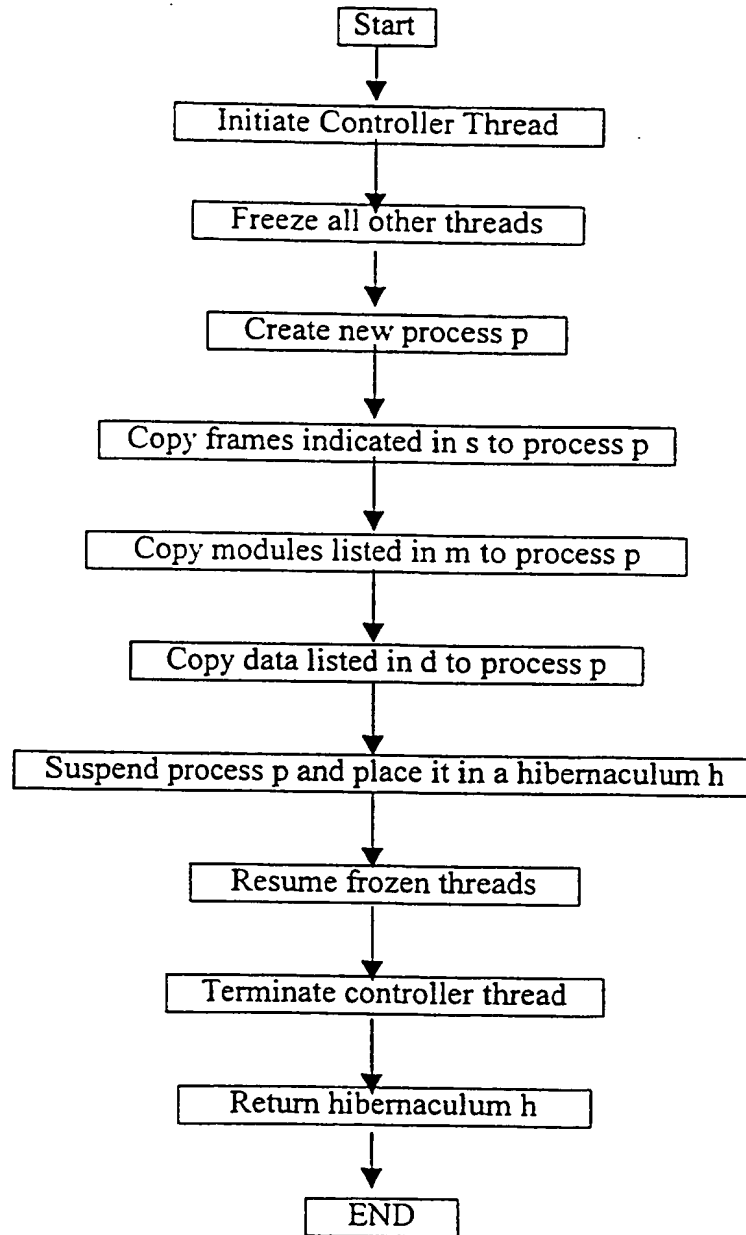 Start
Initiate Controller Thread
Freeze all other threads
Create new process p
Copy frames indicated in s to process p
Copy modules listed in m to process p
Copy data listed in d to process p
Suspend process p and place it in a hibernaculum h
Resume frozen threads
Terminate controller thread
Return hibernaculum h
END